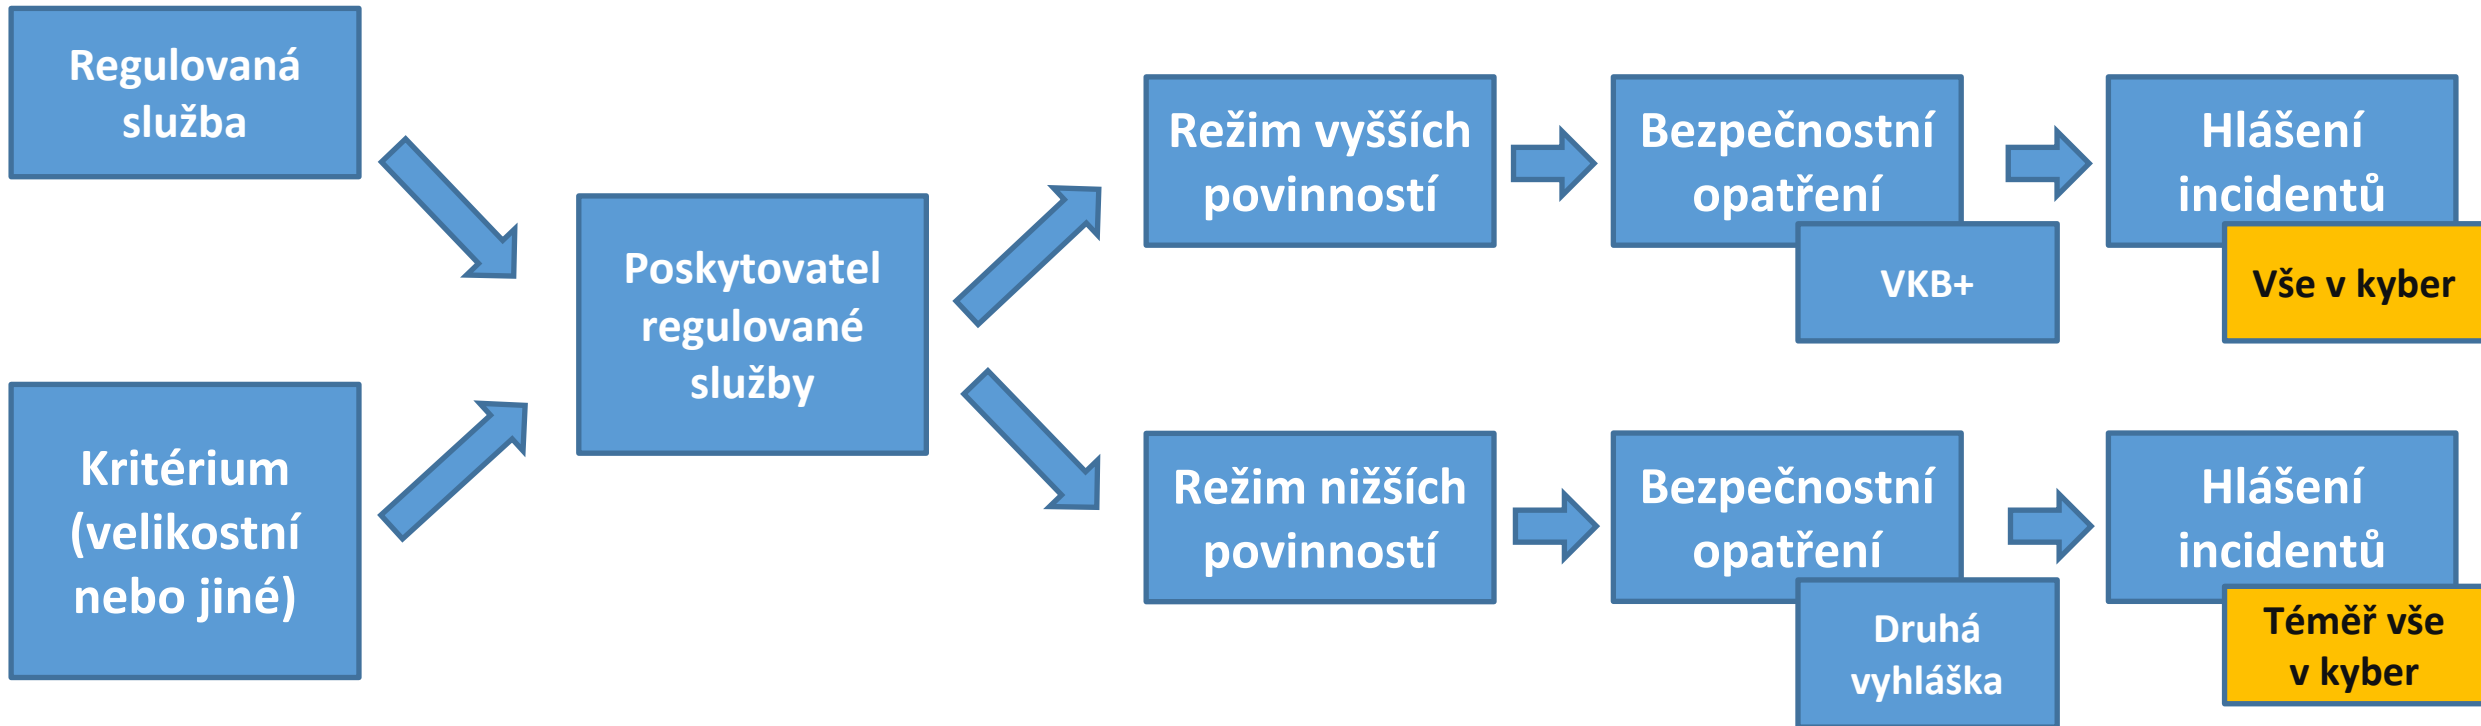 Regulovaná
služba
Kritérium
(velikostní
nebo jiné)
Poskytovatel
regulované
služby
Režim vyšších
povinností
Bezpečnostní
opatření
VKB+
Hlášení
incidentů
Vše v kyber
Režim nižších
povinností
Bezpečnostní
opatření
Druhá
vyhláška
Hlášení
incidentů
Téměř vše
v kyber